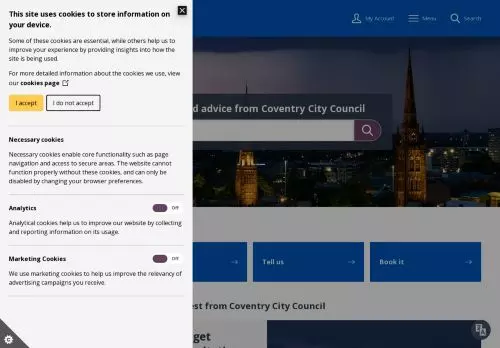 This site uses cookies to store information on
your device.
Some of these cookies are essential, while others help us to
improve your experience by providing insights into how the
site is being used.
For more detailed information about the cookies we use, view
our cookies page
I accept
I do not accept
Necessary cookies
Necessary cookies enable core functionality such as page
navigation and access to secure areas. The website cannot
function properly without these cookies, and can only be
disabled by changing your browser preferences.
Analytics
Off
Analytical cookies help us to improve our website by collecting
and reporting information on its usage.
Marketing Cookies
Off
We use marketing cookies to help us improve the relevancy of
advertising campaigns you receive.
My Account
Menu
Search
d advice from Coventry City Council
Tell us
Book it
est from Coventry City Council
get